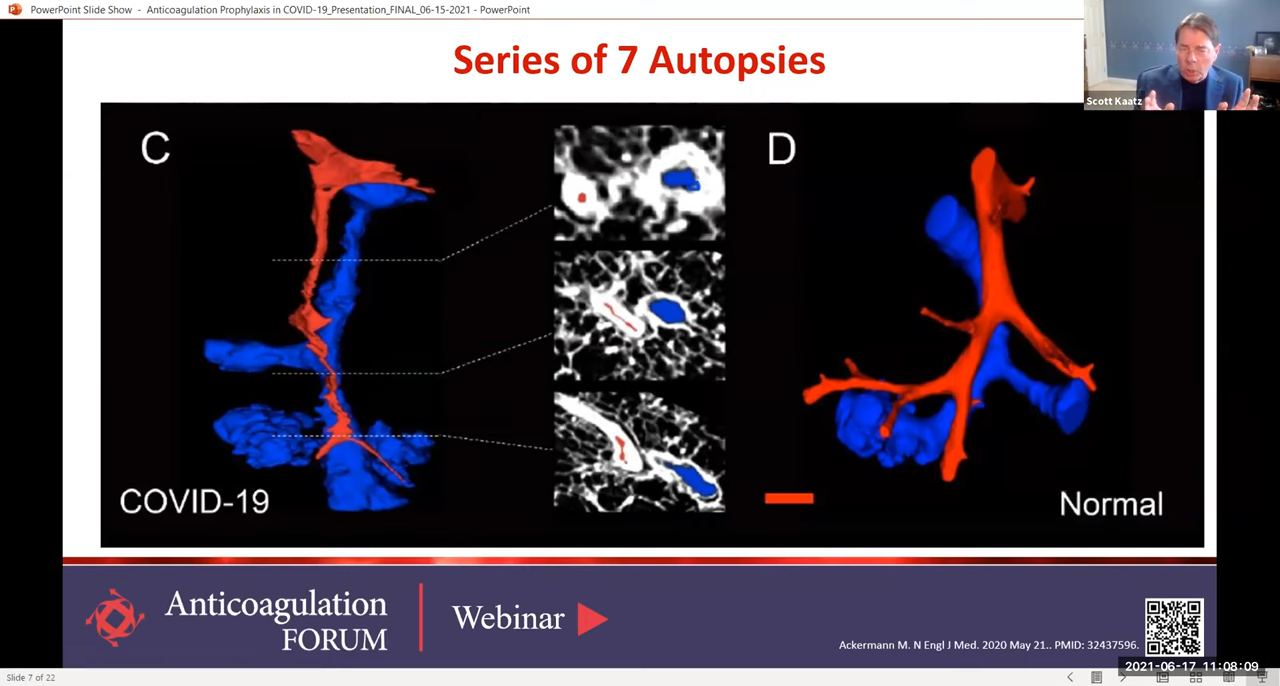 PowerPoint Slide Show - Anticoagulation Prophylaxis in COVID-19_Presentation_FINAL_06-15-2021 - PowerPoint
Series of 7 Autopsies
Scott Kaatz
C
D
COVID-19
Normal
Anticoagulation
FORUM
Webinar
Ackermann M. N Engl J Med. 2020 May 21.. PMID: 32437596.
2021-06-17 11:08:09
Slide 7 of 22